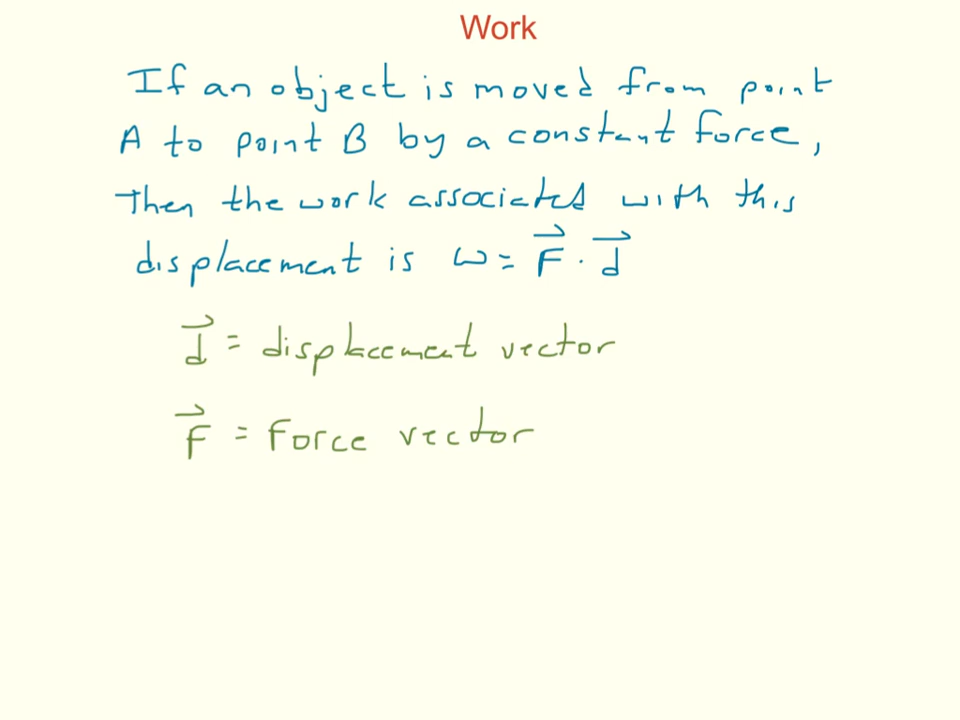 Work
If an object is moved from point
A to point B by a constant force,
then the work associated with this
displacement is w = F⃗ · d⃗
d⃗ = displacement vector
F⃗ = force vector